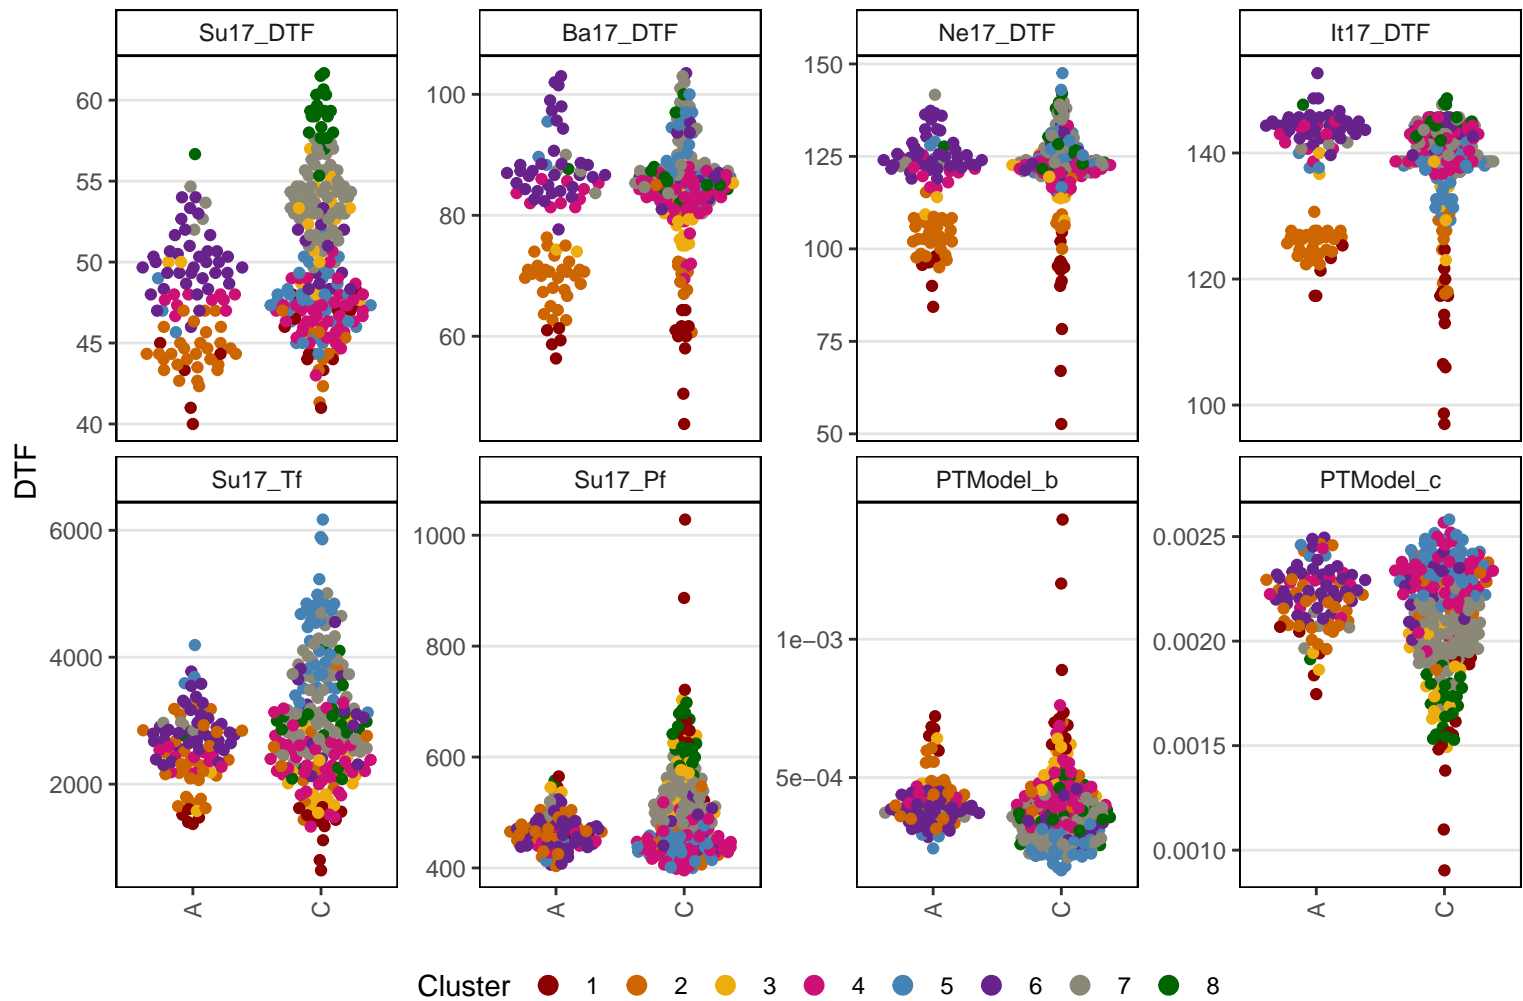 Su17_DTF Ba17_DTF Ne17_DTF It17_DTF
60 55 50 45 40
100 80 60
150 125 100 75 50
140 120 100
DTF
Su17_Tf Su17_Pf PTModel_b PTModel_c
6000 4000 2000
1000 800 600 400
1e−03 5e−04
0.0025 0.0020 0.0015 0.0010
A C A C A C A C
Cluster 1 2 3 4 5 6 7 8